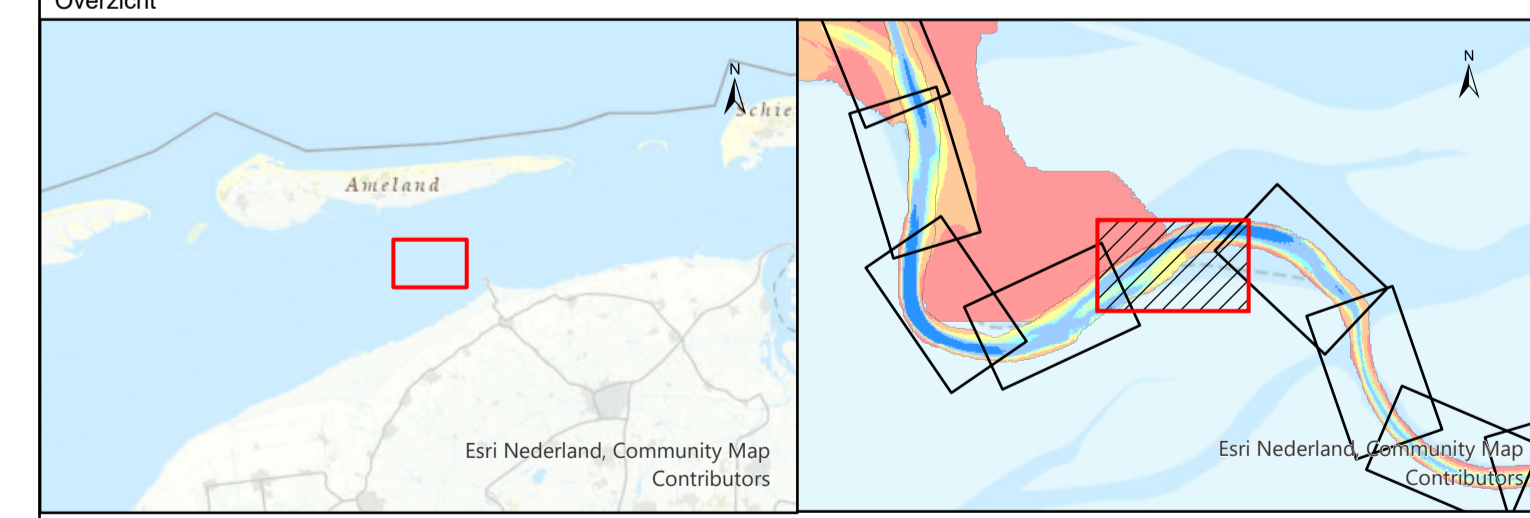 Overzicht
N
Schie
Ameland
Esri Nederland, Community Map
Contributors
N
Esri Nederland, Community Map
Contributors